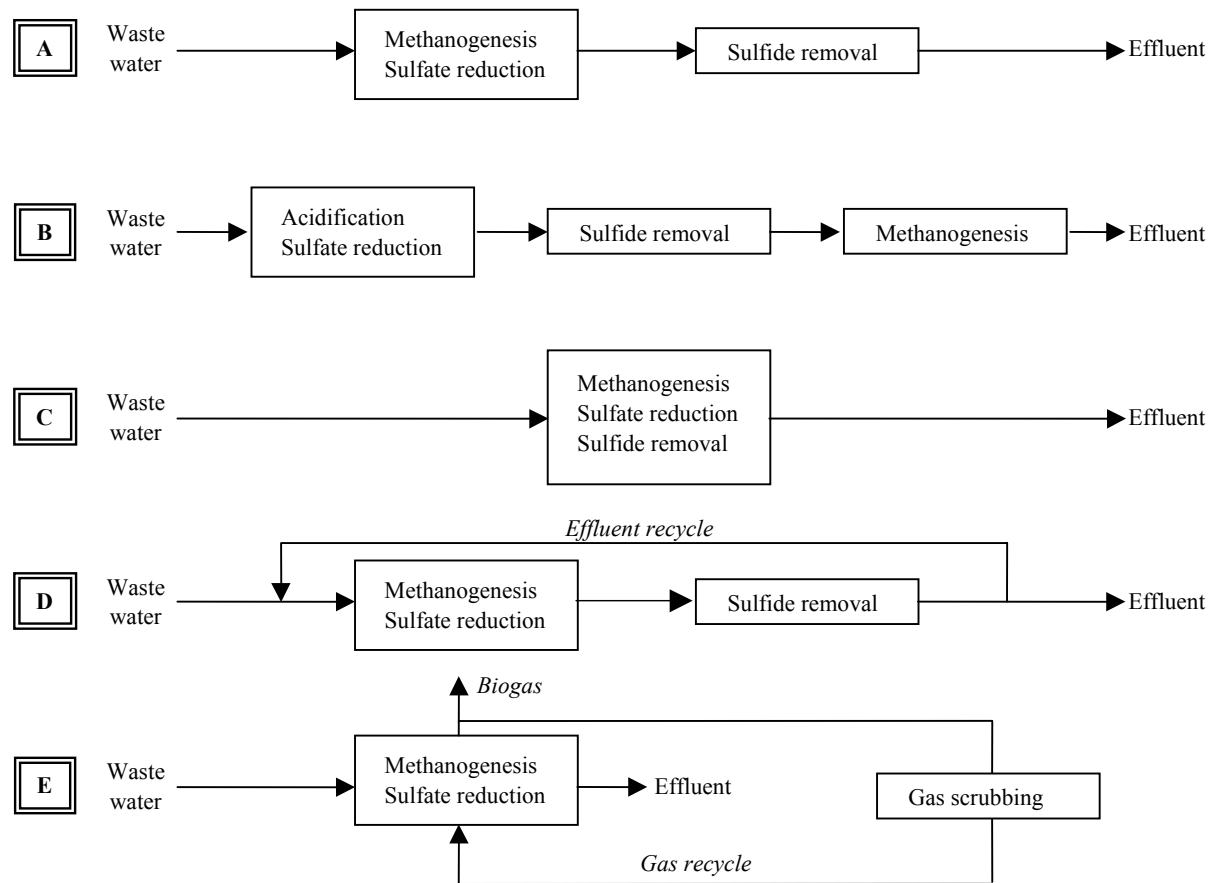 A
Waste
water
Methanogenesis
Sulfate reduction
Sulfide removal
Effluent
B
Waste
water
Acidification
Sulfate reduction
Sulfide removal
Methanogenesis
Effluent
C
Waste
water
Methanogenesis
Sulfate reduction
Sulfide removal
Effluent
Effluent recycle
D
Waste
water
Methanogenesis
Sulfate reduction
Sulfide removal
Effluent
Biogas
E
Waste
water
Methanogenesis
Sulfate reduction
Effluent
Gas scrubbing
Gas recycle